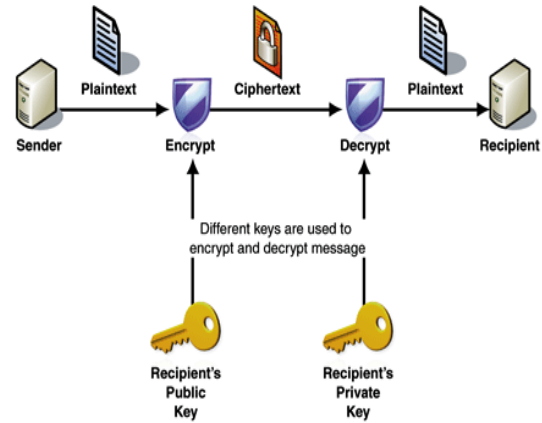 Plaintext
Ciphertext
Plaintext
Sender
Encrypt
Decrypt
Recipient
Different keys are used to
encrypt and decrypt message
Recipient's
Public
Key
Recipient's
Private
Key